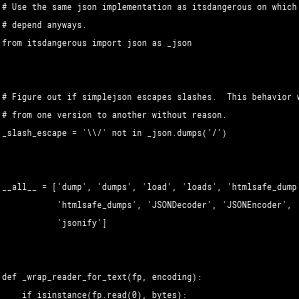 # Use the same json implementation as itsdangerous on which
# depend anyways.
from itsdangerous import json as _json
# Figure out if simplejson escapes slashes.  This behavior
# from one version to another without reason.
_slash_escape = '\\/' not in _json.dumps('/')
__all__ = ['dump', 'dumps', 'load', 'loads', 'htmlsafe_dump
           'htmlsafe_dumps', 'JSONDecoder', 'JSONEncoder',
           'jsonify']
def _wrap_reader_for_text(fp, encoding):
    if isinstance(fp.read(0), bytes):